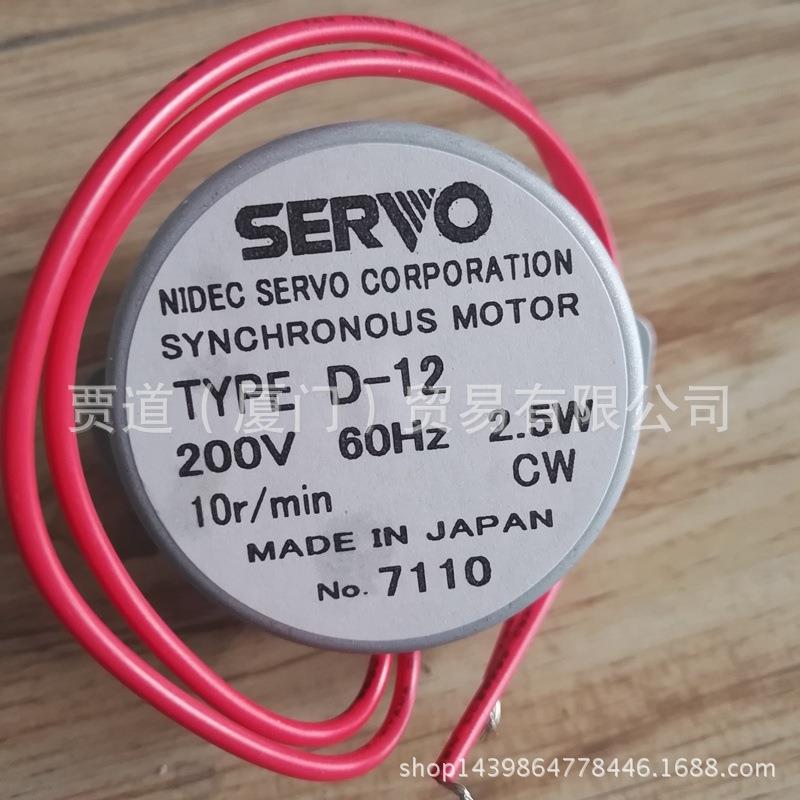 SERVO
NIDEC SERVO CORPORATION
SYNCHRONOUS MOTOR
TYPE D-12
贾道（厦门）贸易有限公司
200V 60Hz 2.5W
10r/min CW
MADE IN JAPAN
No. 7110
shop1439864778446.1688.com